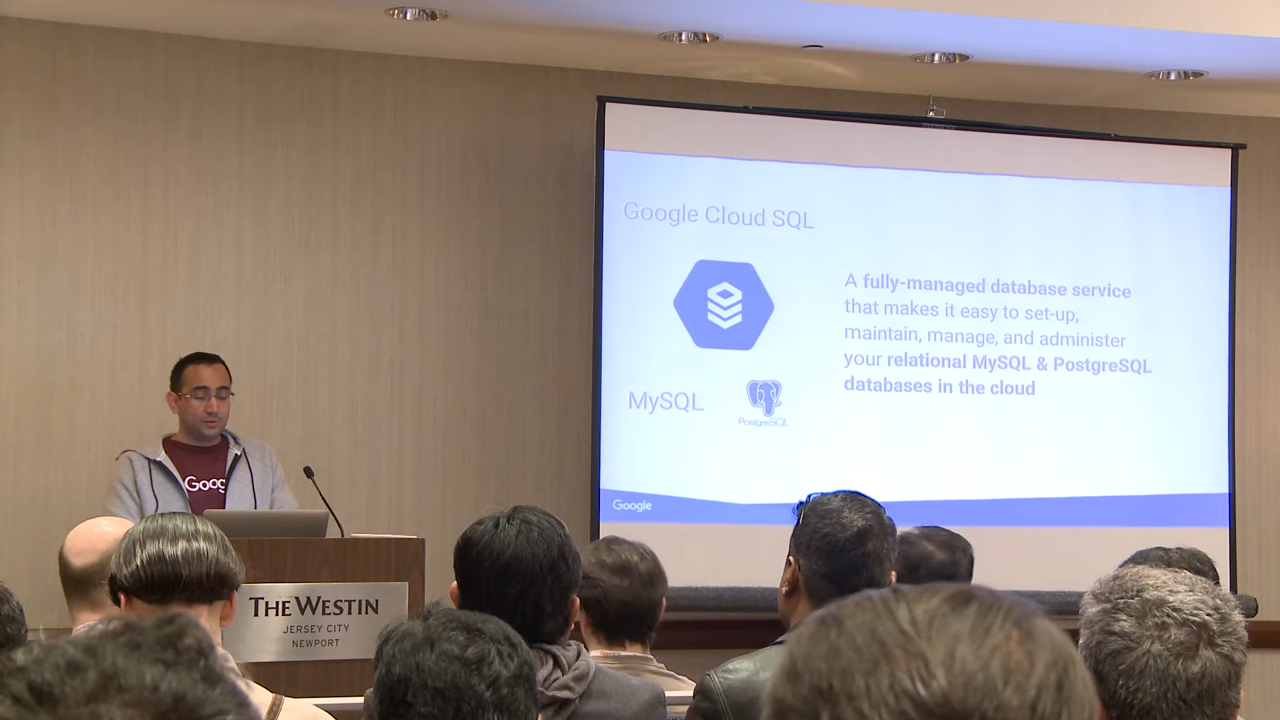 Google Cloud SQL
A fully-managed database service
that makes it easy to set-up,
maintain, manage, and administer
your relational MySQL & PostgreSQL
databases in the cloud
MySQL
PostgreSQL
Google
Goog
THE WESTIN
JERSEY CITY
NEWPORT